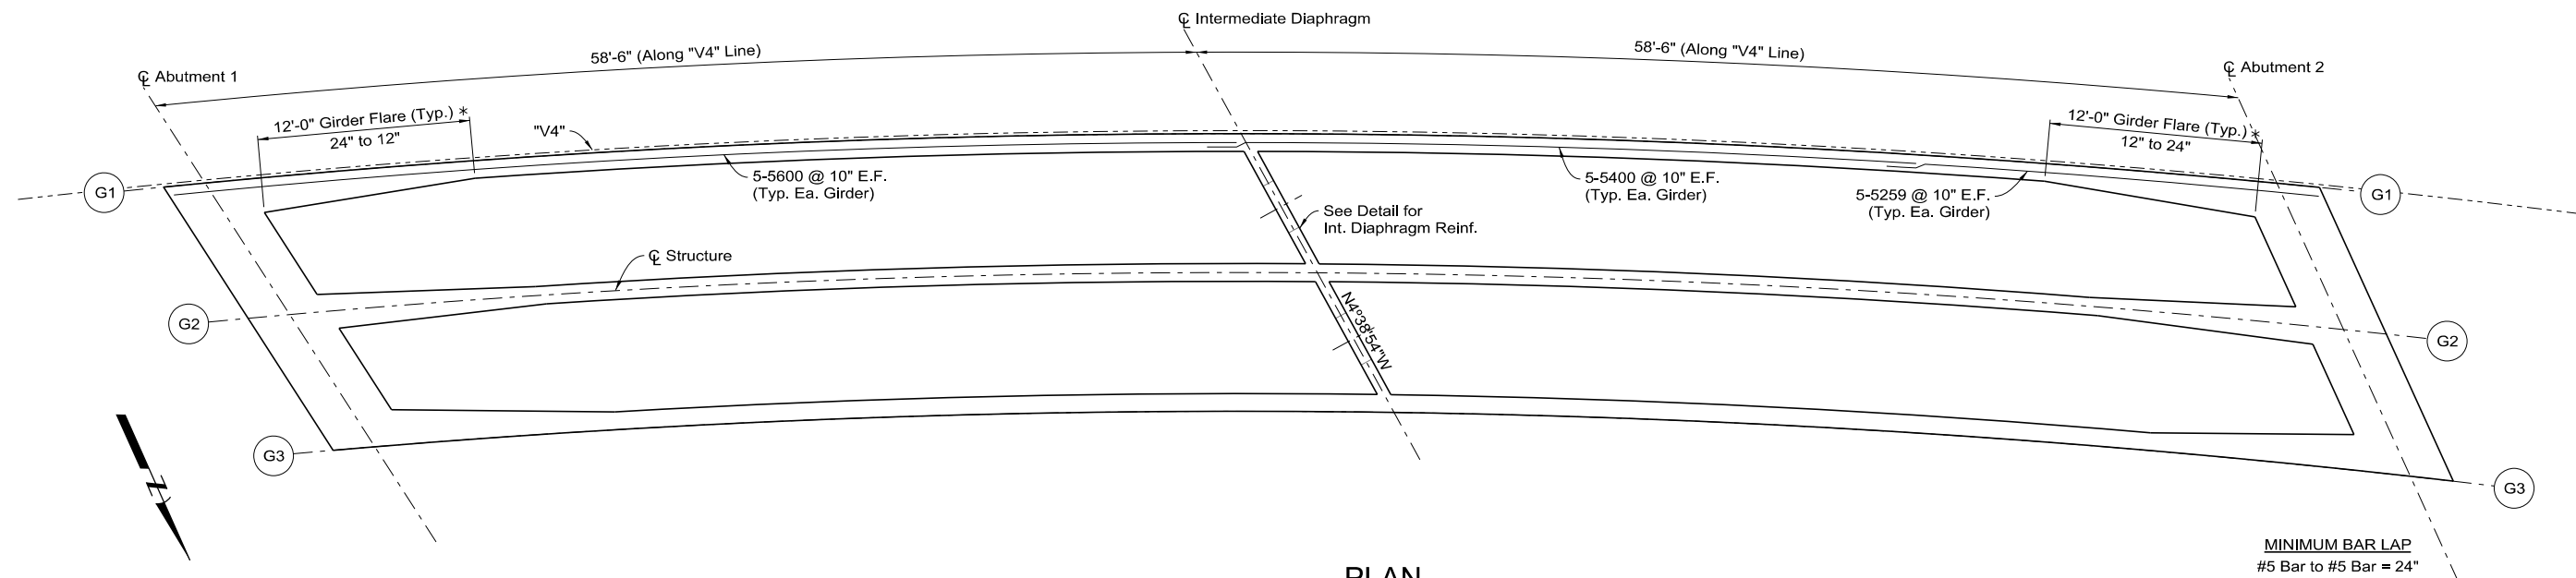 ℄ Intermediate Diaphragm
58'-6" (Along "V4" Line)
58'-6" (Along "V4" Line)
℄ Abutment 1
℄ Abutment 2
12'-0" Girder Flare (Typ.) *
24" to 12"
"V4"
12'-0" Girder Flare (Typ.) *
12" to 24"
G1
5-5600 @ 10" E.F.
(Typ. Ea. Girder)
5-5400 @ 10" E.F.
(Typ. Ea. Girder)
5-5259 @ 10" E.F.
(Typ. Ea. Girder)
G1
See Detail for
Int. Diaphragm Reinf.
℄ Structure
G2
N4°38'54"W
G2
G3
G3
N
MINIMUM BAR LAP
#5 Bar to #5 Bar = 24"
PLAN